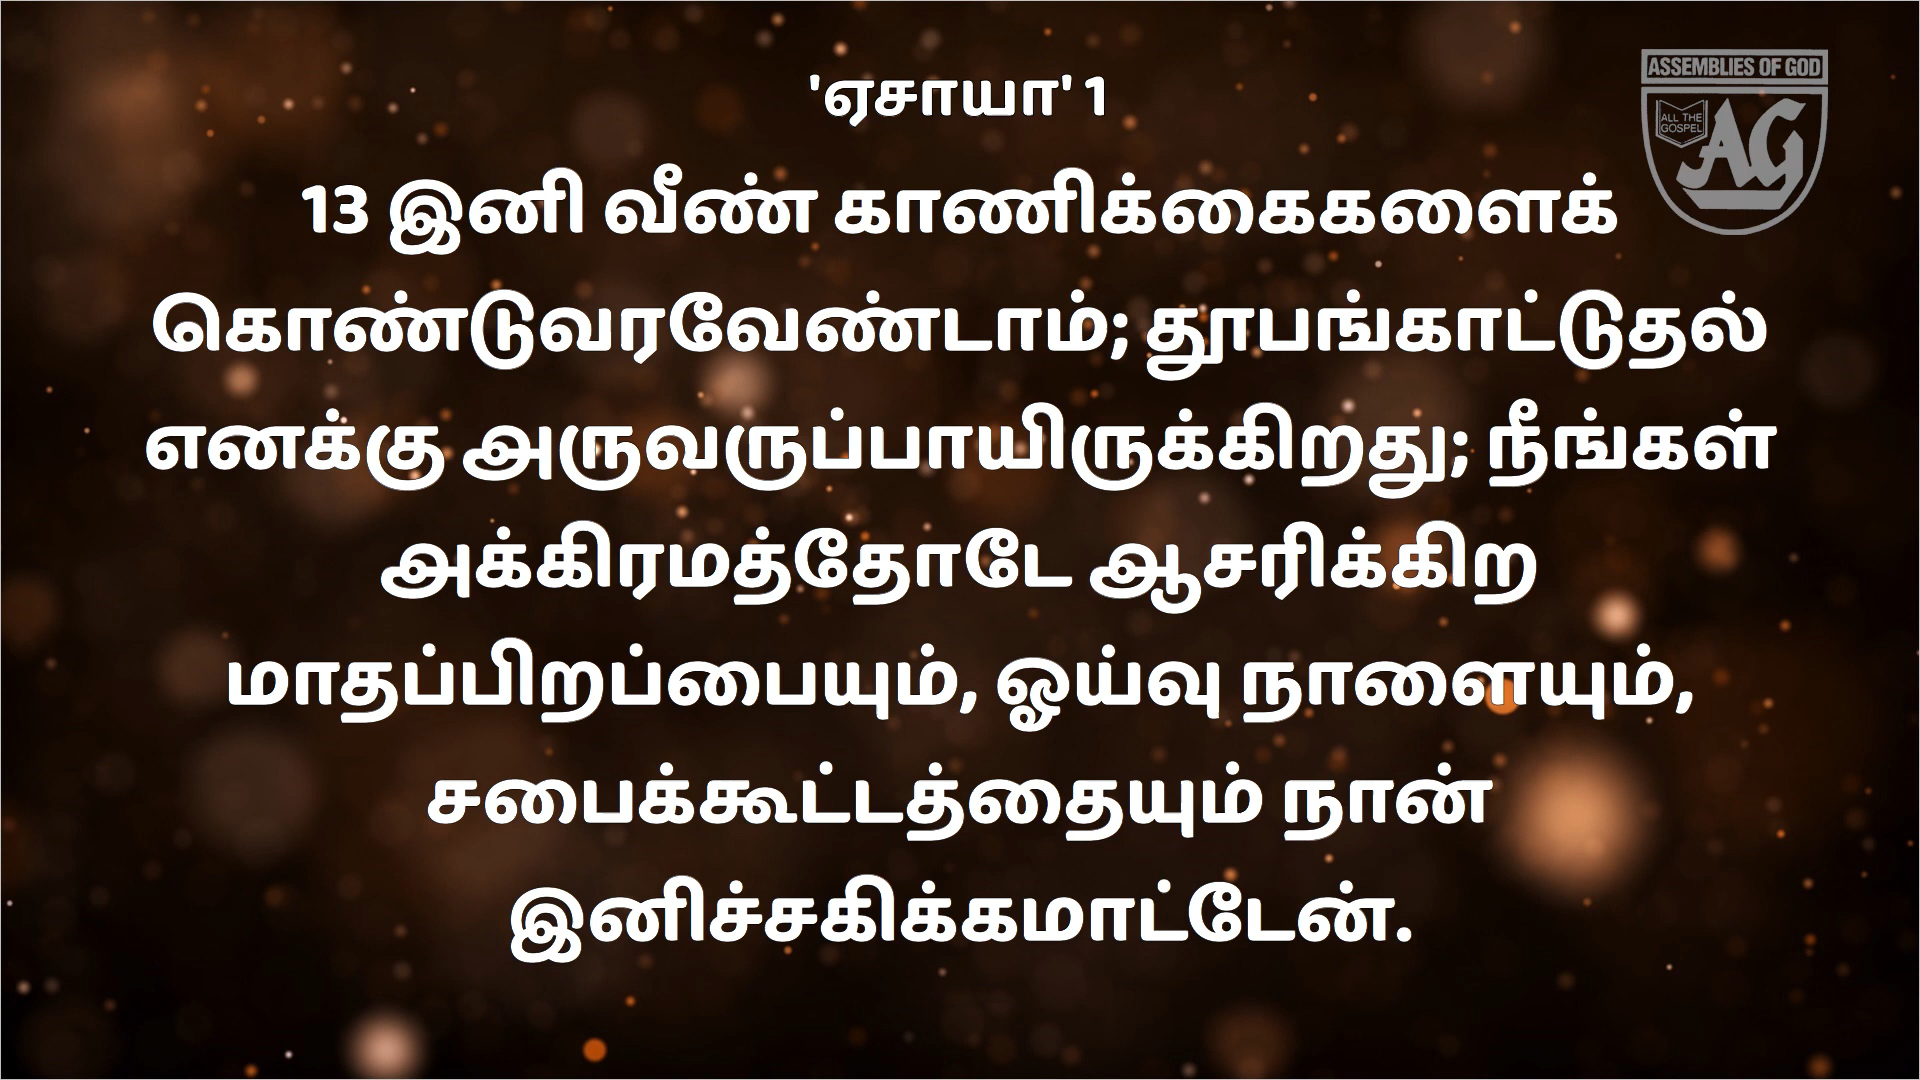 'ஏசாயா' 1
ASSEMBLIES OF GOD
ALL THE
GOSPEL
AG
13 இனி வீண் காணிக்கைகளைக்
கொண்டுவரவேண்டாம்; தூபங்காட்டுதல்
எனக்கு அருவருப்பாயிருக்கிறது; நீங்கள்
அக்கிரமத்தோடே ஆசரிக்கிற
மாதப்பிறப்பையும், ஓய்வு நாளையும்,
சபைக்கூட்டத்தையும் நான்
இனிச்சகிக்கமாட்டேன்.